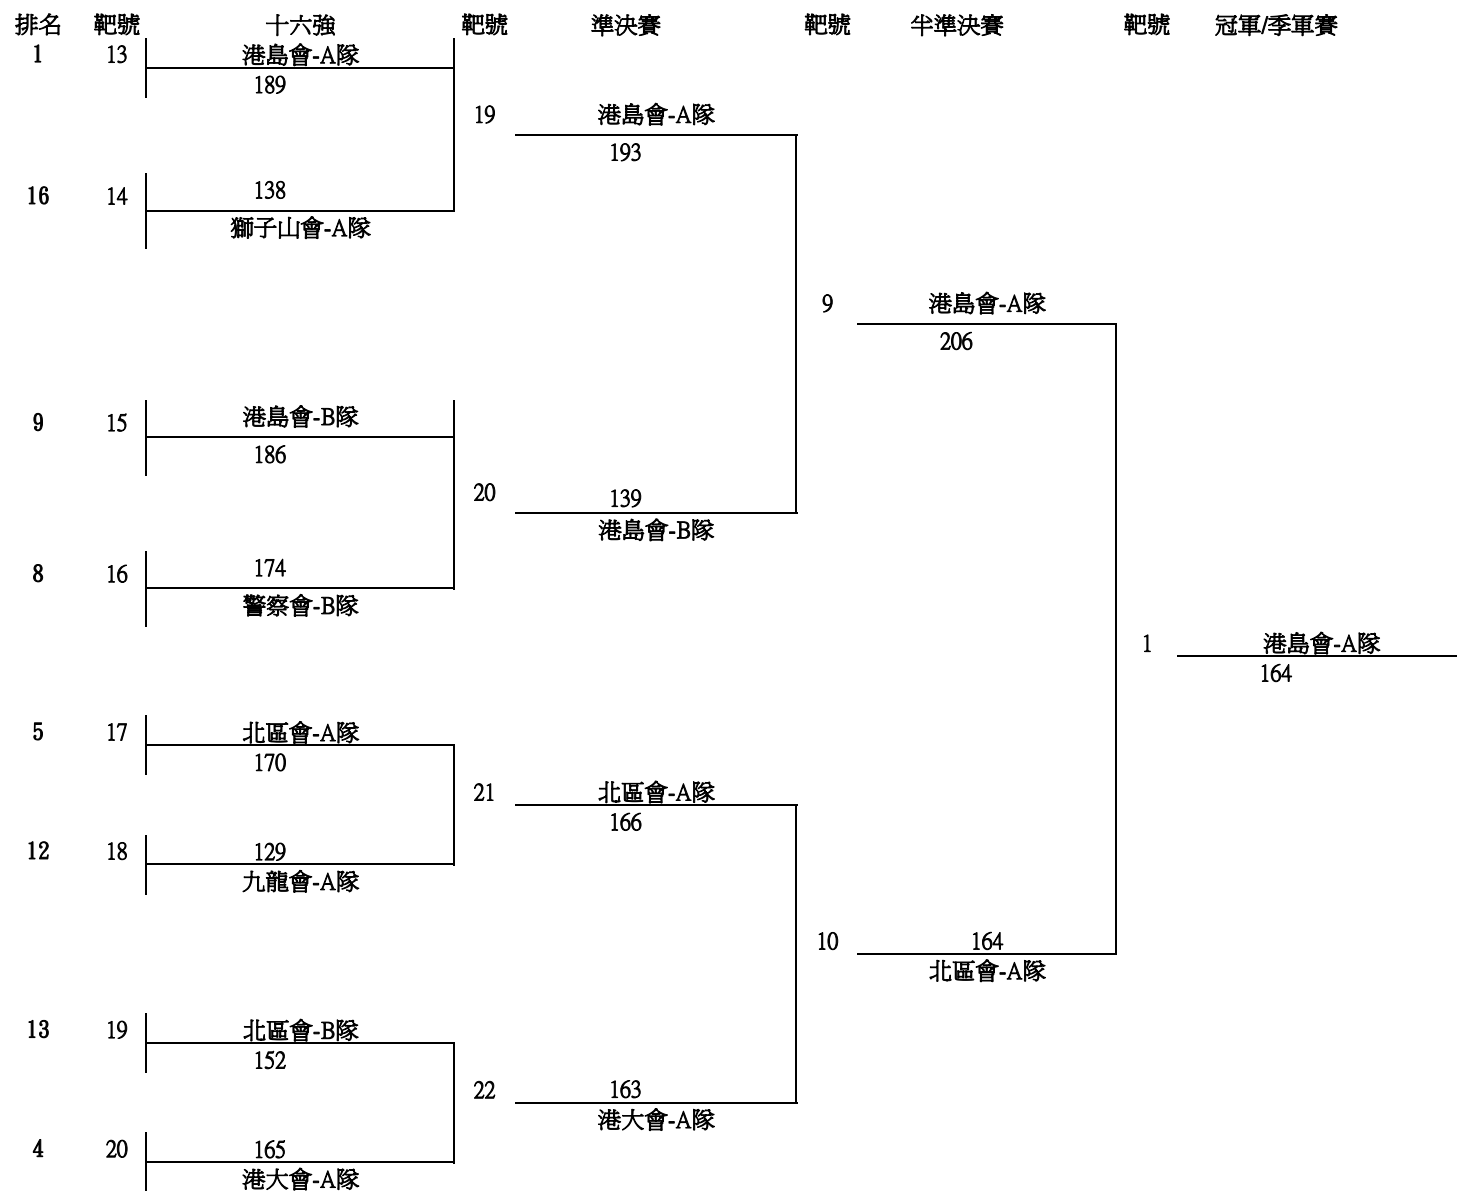 排名 靶號 十六強 靶號 準決賽 靶號 半準決賽 靶號 冠軍/季軍賽
1 13 港島會-A隊
189
19 港島會-A隊
193
16 14 138
獅子山會-A隊
9 港島會-A隊
206
9 15 港島會-B隊
186
20 139
港島會-B隊
8 16 174
警察會-B隊
1 港島會-A隊
164
5 17 北區會-A隊
170
21 北區會-A隊
166
12 18 129
九龍會-A隊
10 164
北區會-A隊
13 19 北區會-B隊
152
22 163
港大會-A隊
4 20 165
港大會-A隊